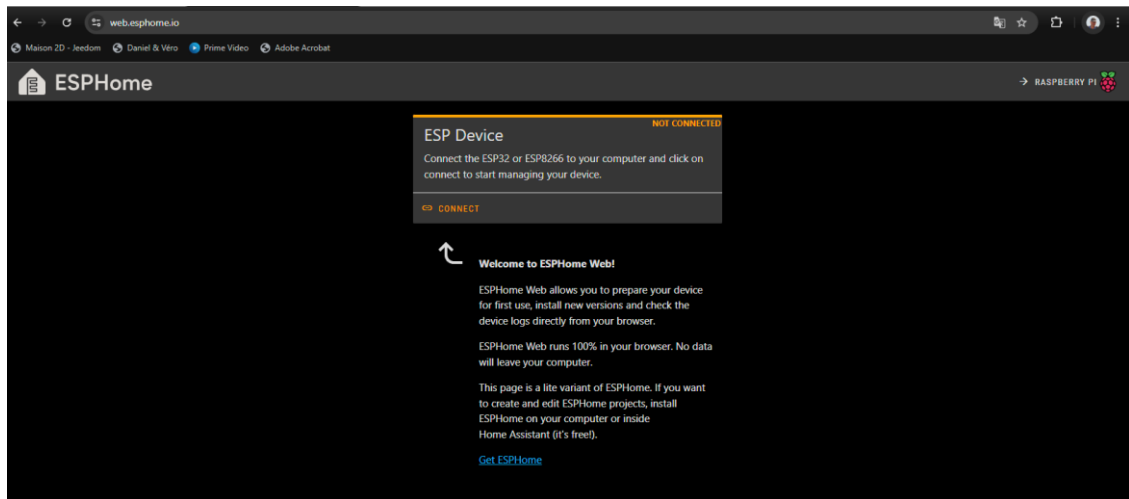 web.esphome.io
Maison 2D - Jeedom Daniel & Véro Prime Video Adobe Acrobat
ESPHome
RASPBERRY PI
NOT CONNECTED
ESP Device
Connect the ESP32 or ESP8266 to your computer and click on
connect to start managing your device.
CONNECT
Welcome to ESPHome Web!
ESPHome Web allows you to prepare your device
for first use, install new versions and check the
device logs directly from your browser.
ESPHome Web runs 100% in your browser. No data
will leave your computer.
This page is a lite variant of ESPHome. If you want
to create and edit ESPHome projects, install
ESPHome on your computer or inside
Home Assistant (it's free!).
Get ESPHome